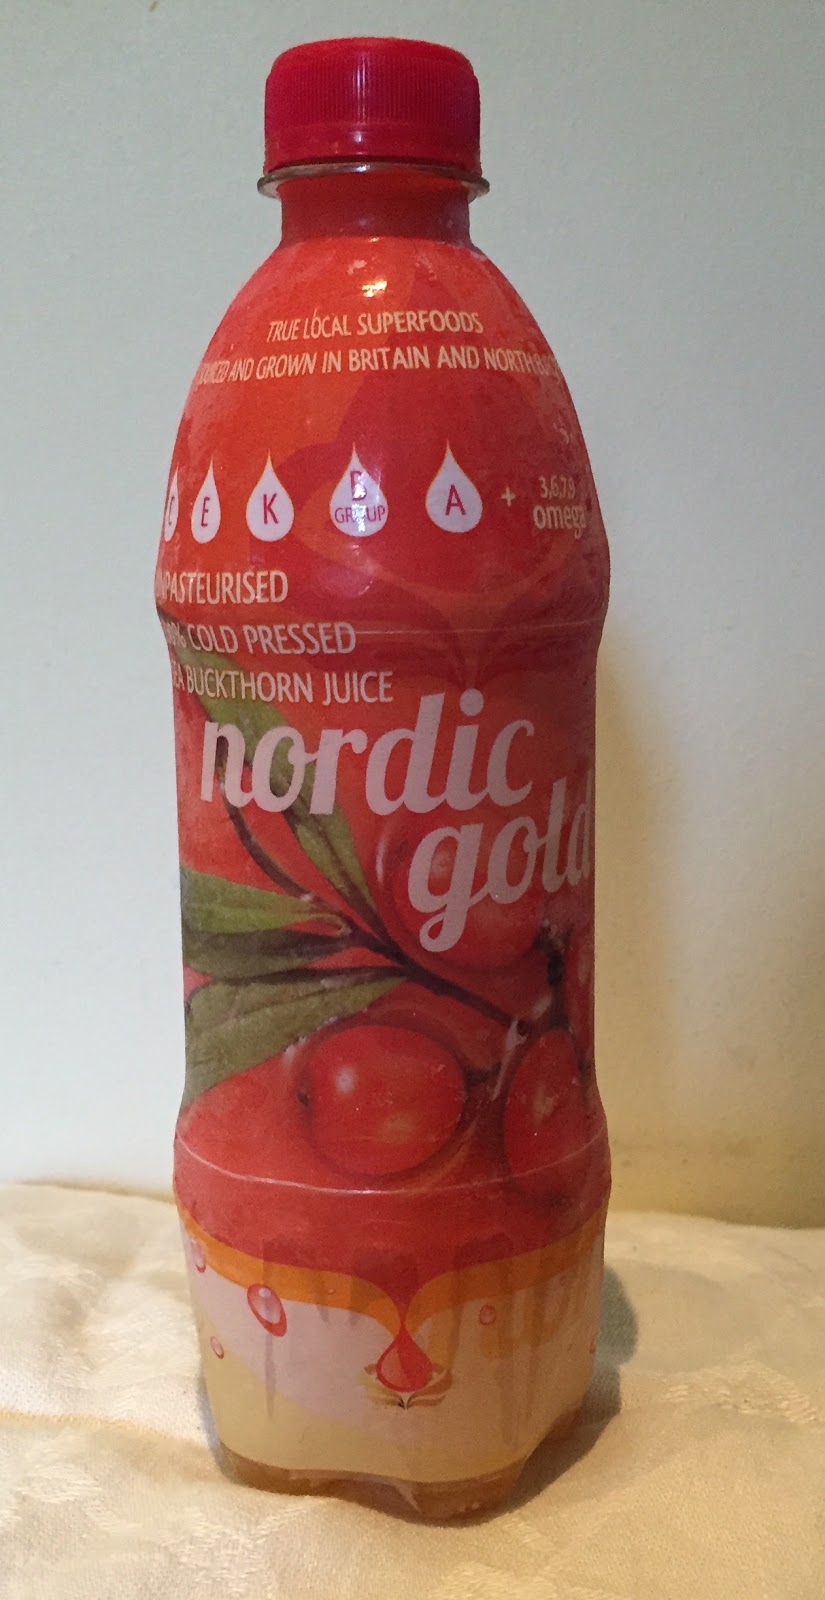 TRUE LOCAL SUPERFOODS
AND GROWN IN BRITAIN AND
C E K B GROUP A + 3,6,7,9 omega
UNPASTEURISED
COLD PRESSED
SEA BUCKTHORN JUICE
nordic
gold